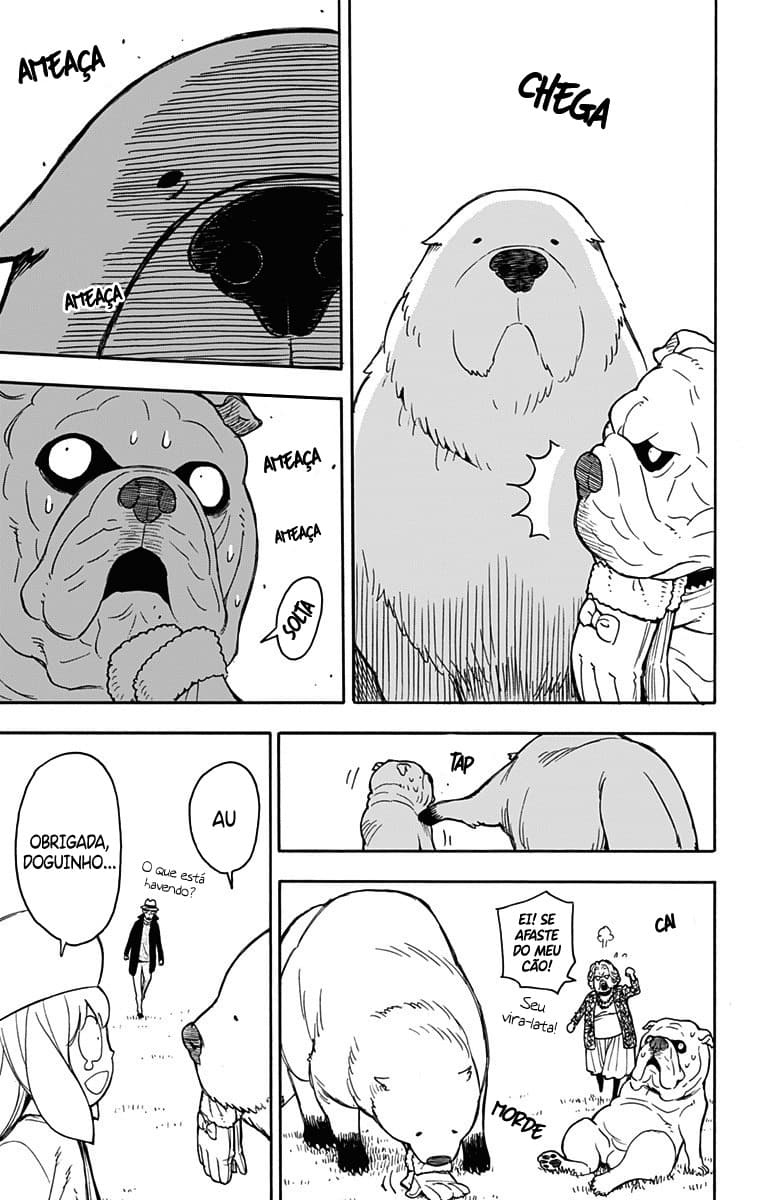 CHEGA
AMEAÇA
AMEAÇA
AMEAÇA
AMEAÇA
SOLTA
TAP
CAI
EI! SE
AFASTE
DO MEU
CÃO!
Seu
vira-lata!
MORDE
AU
O que está
havendo?
OBRIGADA,
DOGUINHO...